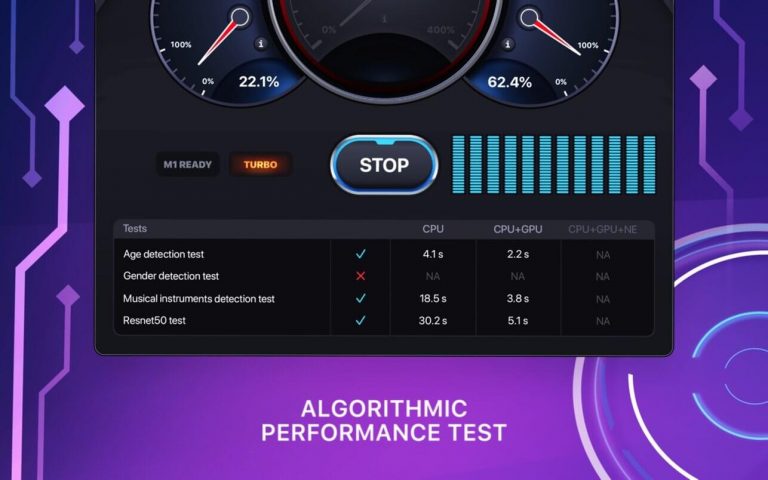 100%
0%
22.1%
i
0%
400%
i
100%
0%
62.4%
M1 READY
TURBO
STOP
Tests CPU CPU+GPU CPU+GPU+NE
Age detection test 4.1 s 2.2 s NA
Gender detection test NA NA NA
Musical instruments detection test 18.5 s 3.8 s NA
Resnet50 test 30.2 s 5.1 s NA
ALGORITHMIC
PERFORMANCE TEST